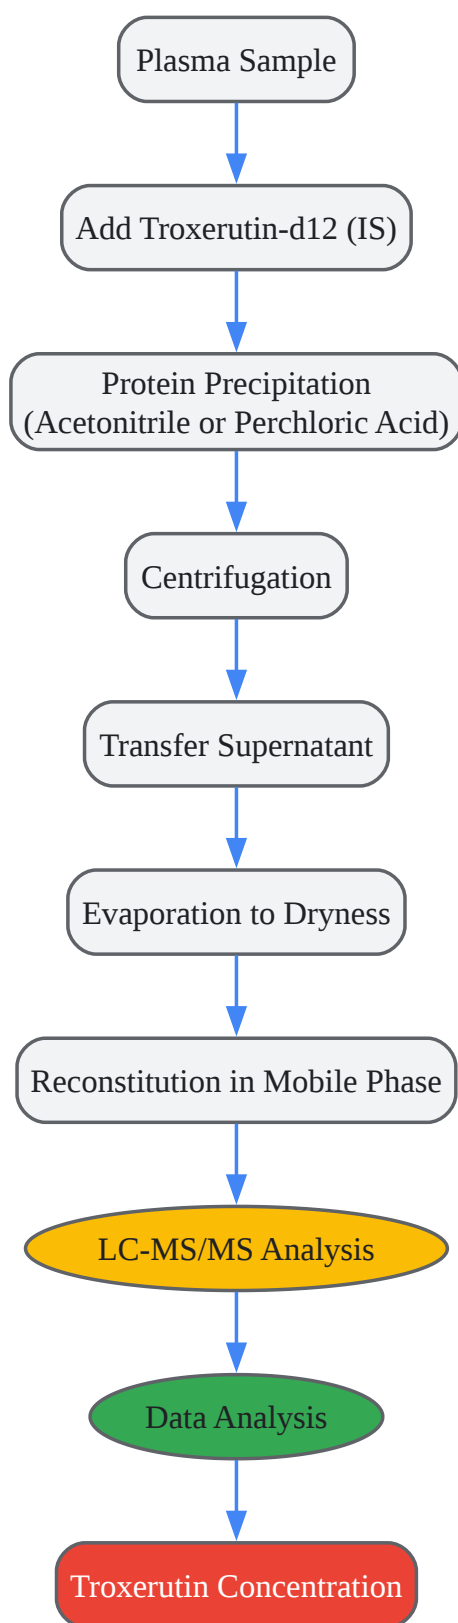 Plasma Sample
Add Troxerutin-d12 (IS)
Protein Precipitation
(Acetonitrile or Perchloric Acid)
Centrifugation
Transfer Supernatant
Evaporation to Dryness
Reconstitution in Mobile Phase
LC-MS/MS Analysis
Data Analysis
Troxerutin Concentration